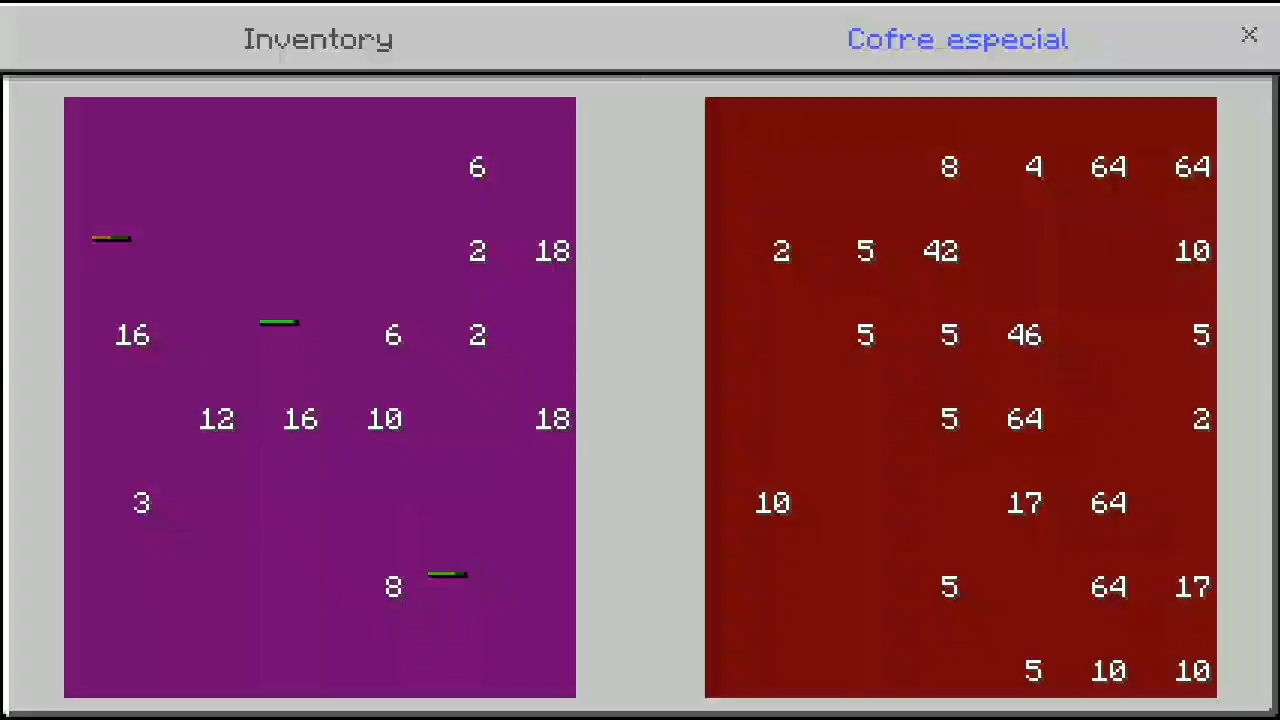 Inventory
Cofre especial ×
6
2 18
16 6 2
12 16 10 18
3
8
8 4 64 64
2 5 42 10
5 5 46 5
5 64 2
10 17 64
5 64 17
5 10 10